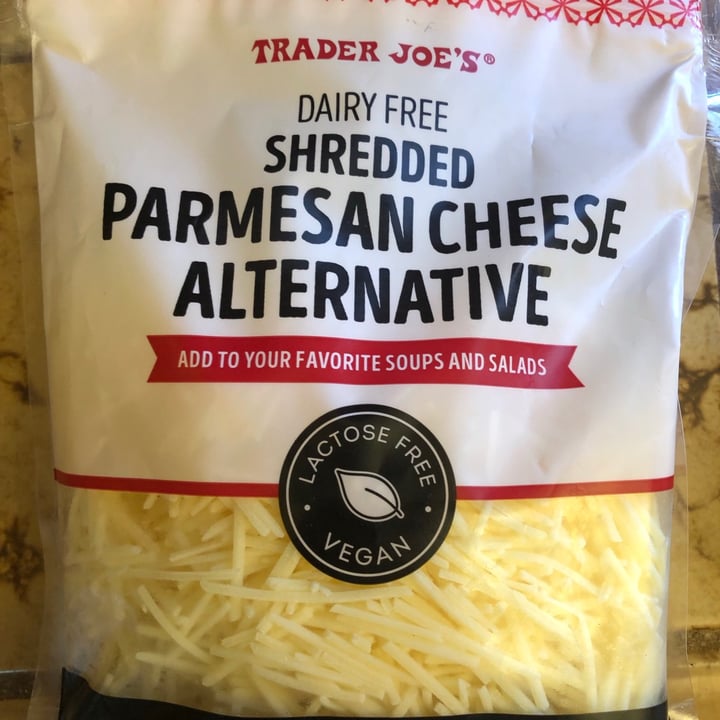 TRADER JOE'S®
DAIRY FREE
SHREDDED
PARMESAN CHEESE
ALTERNATIVE
ADD TO YOUR FAVORITE SOUPS AND SALADS
LACTOSE FREE
VEGAN